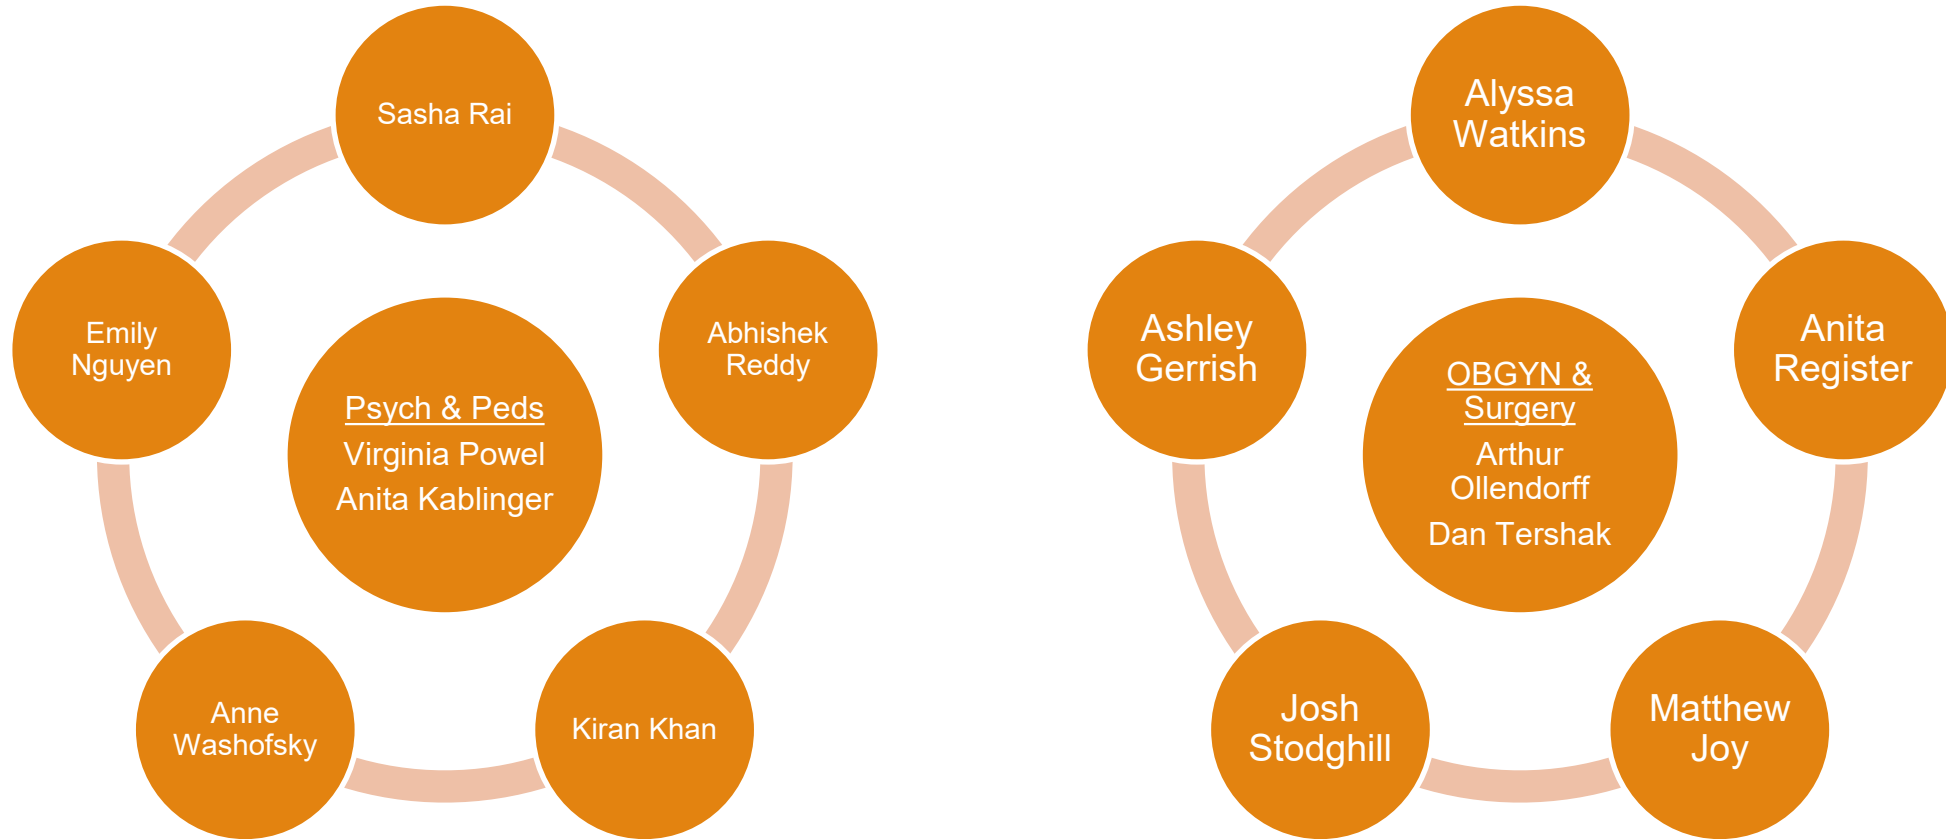 Sasha Rai
Abhishek
Reddy
Kiran Khan
Anne
Washofsky
Emily
Nguyen
Psych & Peds
Virginia Powel
Anita Kablinger
Alyssa
Watkins
Anita
Register
Matthew
Joy
Josh
Stodghill
Ashley
Gerrish
OBGYN &
Surgery
Arthur
Ollendorff
Dan Tershak